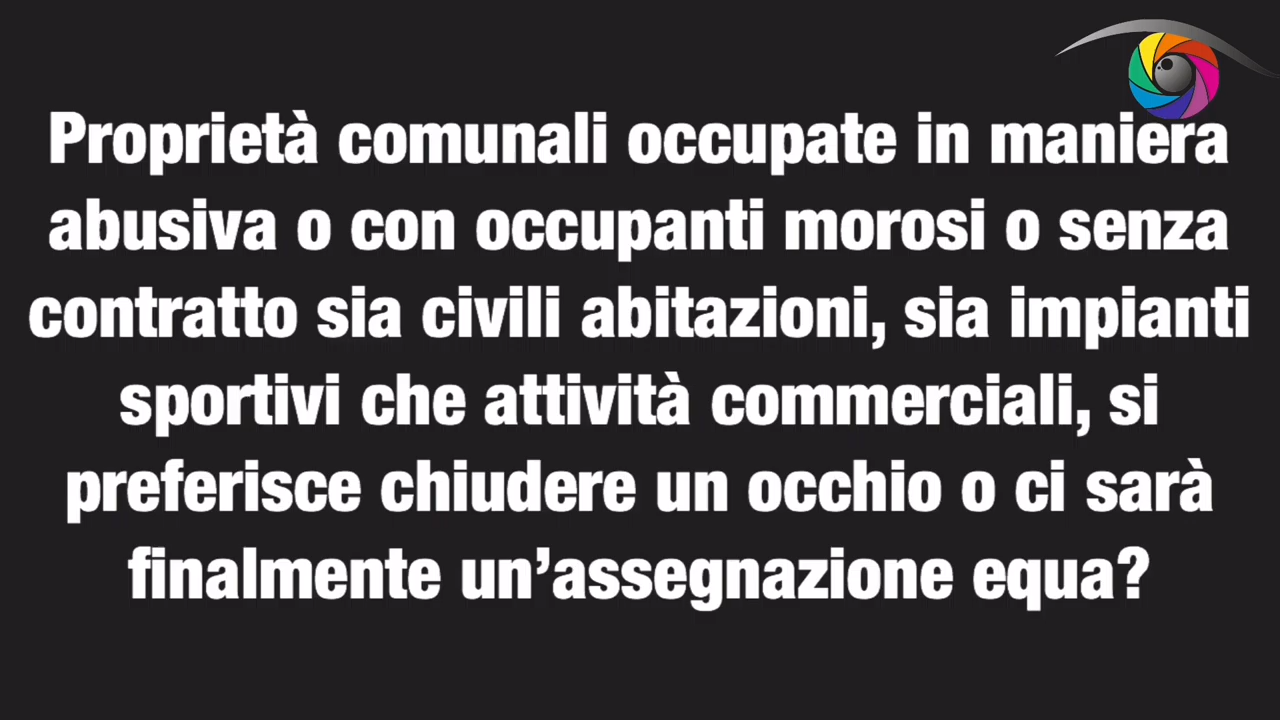 Proprietà comunali occupate in maniera
abusiva o con occupanti morosi o senza
contratto sia civili abitazioni, sia impianti
sportivi che attività commerciali, si
preferisce chiudere un occhio o ci sarà
finalmente un’assegnazione equa?